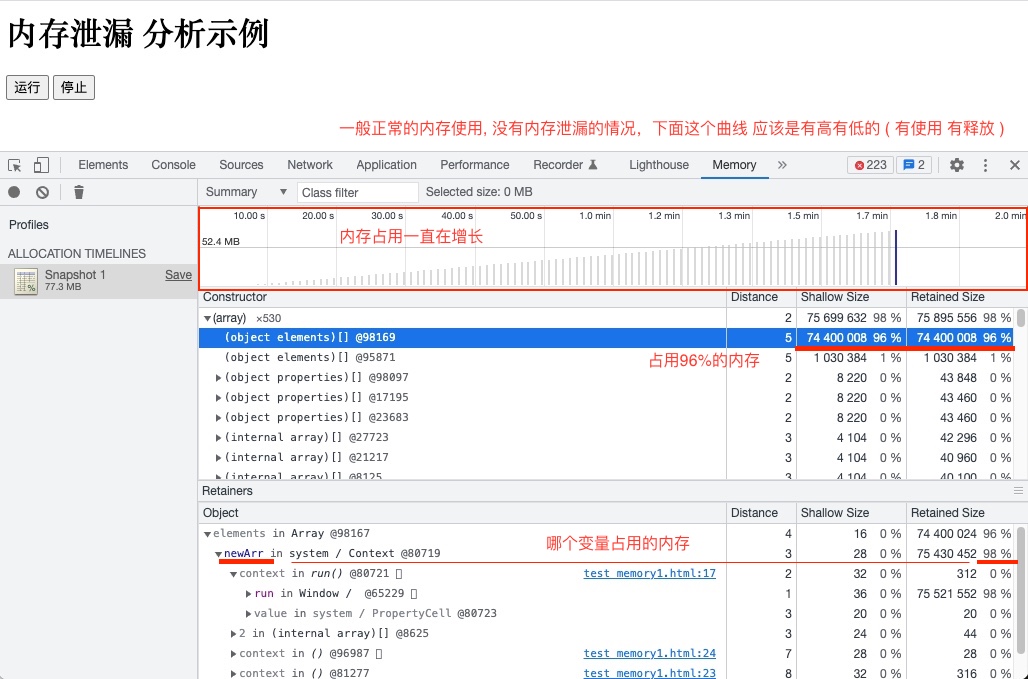 内存泄漏 分析示例
运行 停止
一般正常的内存使用, 没有内存泄漏的情况, 下面这个曲线 应该是有高有低的 ( 有使用 有释放 )
Elements Console Sources Network Application Performance Recorder Lighthouse Memory » 223 2
Summary ▼ Class filter Selected size: 0 MB
Profiles
ALLOCATION TIMELINES
Snapshot 1 Save
77.3 MB
10.00 s 20.00 s 30.00 s 40.00 s 50.00 s 1.0 min 1.2 min 1.3 min 1.5 min 1.7 min 1.8 min 2.0 min
内存占用一直在增长
52.4 MB
Constructor Distance Shallow Size Retained Size
▼(array) ×530 2 75 699 632 98 % 75 895 556 98 %
(object elements)[] @98169 5 74 400 008 96 % 74 400 008 96 %
(object elements)[] @95871 5 1 030 384 1 % 1 030 384 1 %
占用96%的内存
▶(object properties)[] @98097 2 8 220 0 % 43 848 0 %
▶(object properties)[] @17195 2 8 220 0 % 43 460 0 %
▶(object properties)[] @23683 2 8 220 0 % 43 460 0 %
▶(internal array)[] @27723 3 4 104 0 % 42 296 0 %
▶(internal array)[] @21217 3 4 104 0 % 40 960 0 %
▶(internal array)[] @8125 3 4 104 0 % 40 100 0 %
Retainers
Object Distance Shallow Size Retained Size
▼elements in Array @98167 4 16 0 % 74 400 024 96 %
哪个变量占用的内存
▼newArr in system / Context @80719 3 28 0 % 75 430 452 98 %
▼context in run() @80721 test memory1.html:17 2 32 0 % 312 0 %
▶run in Window / @65229 1 36 0 % 75 521 552 98 %
▶value in system / PropertyCell @80723 3 20 0 % 20 0 %
▶2 in (internal array)[] @8625 3 24 0 % 44 0 %
▶context in () @96987 test memory1.html:24 7 28 0 % 28 0 %
▶context in () @81277 test memory1.html:23 8 32 0 % 316 0 %